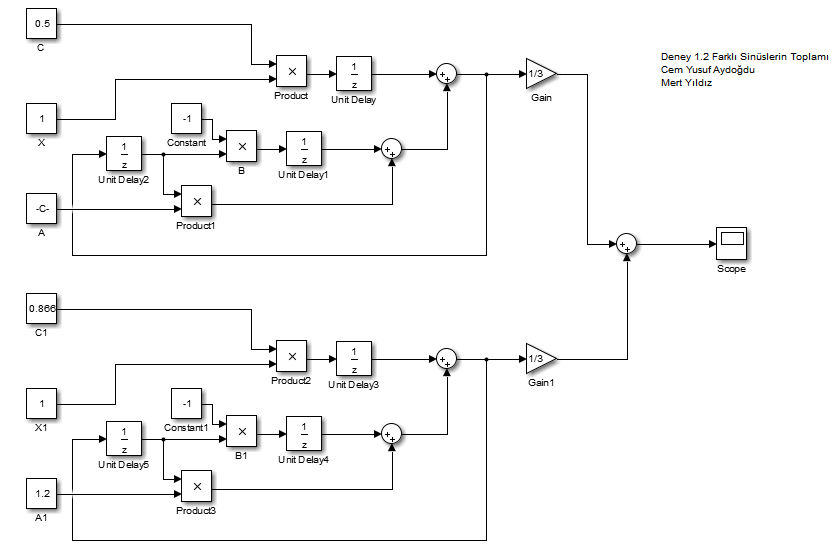 0.5
C
×
Product
1
z
Unit Delay
+
+
1/3
Gain
Deney 1.2 Farklı Sinüslerin Toplamı
Cem Yusuf Aydoğdu
Mert Yıldız
1
X
-1
Constant
1
z
Unit Delay2
×
B
1
z
Unit Delay1
+
+
-C-
A
×
Product1
+
+
Scope
0.866
C1
×
Product2
1
z
Unit Delay3
+
+
1/3
Gain1
1
X1
-1
Constant1
1
z
Unit Delay5
×
B1
1
z
Unit Delay4
+
+
1.2
A1
×
Product3